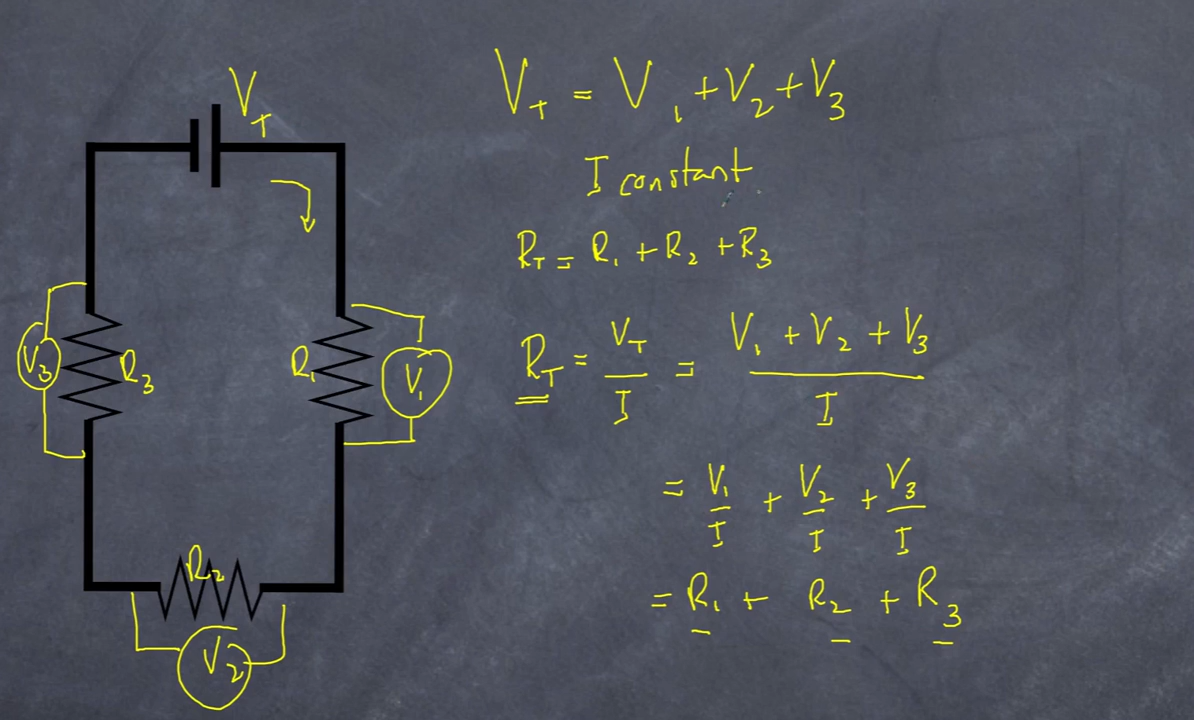 V_T
V_T = V_1 + V_2 + V_3
I constant
R_T = R_1 + R_2 + R_3
R_T = V_T/I = (V_1 + V_2 + V_3)/I
V_3
R_3
R_1
V_1
= V_1/I + V_2/I + V_3/I
R_2
= R_1 + R_2 + R_3
V_2